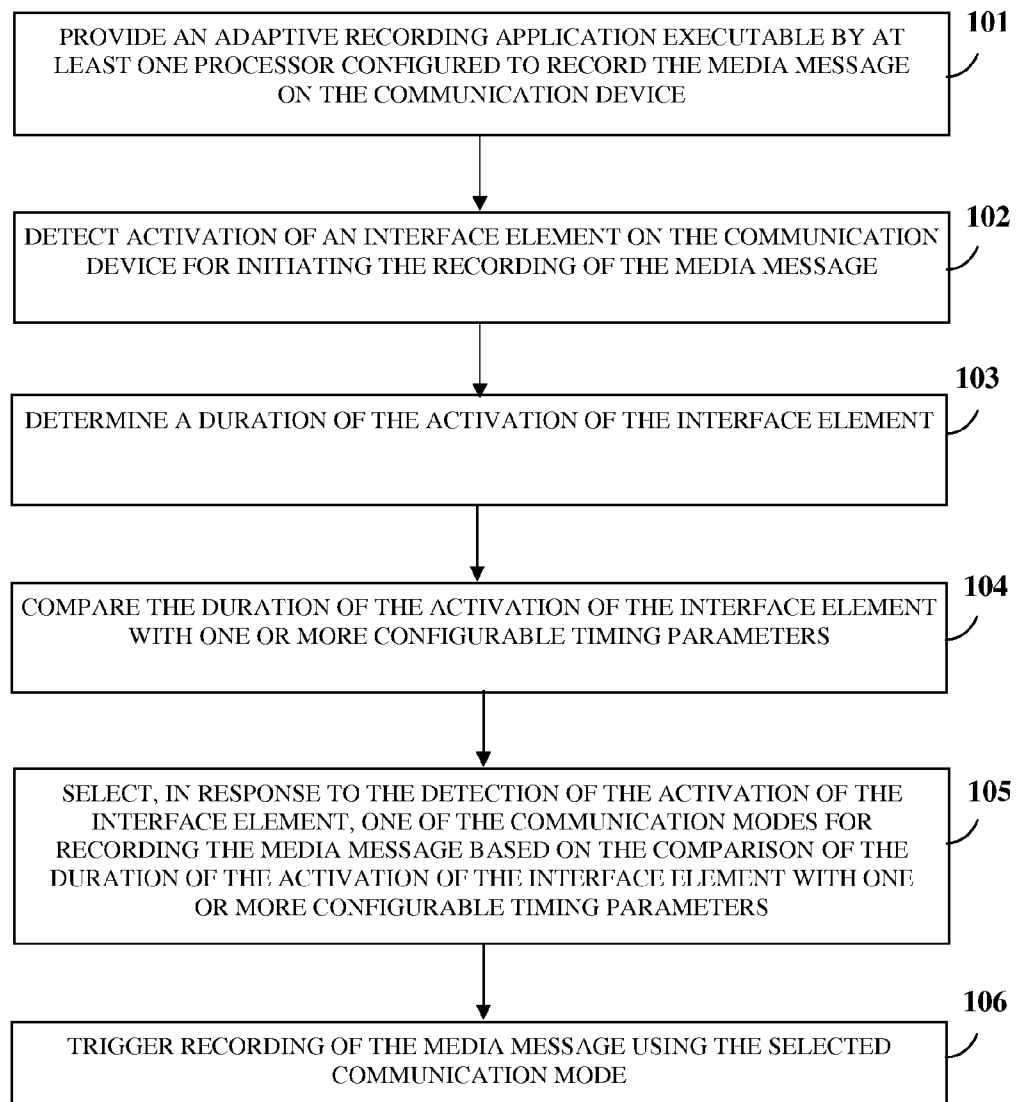 101
PROVIDE AN ADAPTIVE RECORDING APPLICATION EXECUTABLE BY AT
LEAST ONE PROCESSOR CONFIGURED TO RECORD THE MEDIA MESSAGE
ON THE COMMUNICATION DEVICE
102
DETECT ACTIVATION OF AN INTERFACE ELEMENT ON THE COMMUNICATION
DEVICE FOR INITIATING THE RECORDING OF THE MEDIA MESSAGE
103
DETERMINE A DURATION OF THE ACTIVATION OF THE INTERFACE ELEMENT
104
COMPARE THE DURATION OF THE ACTIVATION OF THE INTERFACE ELEMENT
WITH ONE OR MORE CONFIGURABLE TIMING PARAMETERS
105
SELECT, IN RESPONSE TO THE DETECTION OF THE ACTIVATION OF THE
INTERFACE ELEMENT, ONE OF THE COMMUNICATION MODES FOR
RECORDING THE MEDIA MESSAGE BASED ON THE COMPARISON OF THE
DURATION OF THE ACTIVATION OF THE INTERFACE ELEMENT WITH ONE
OR MORE CONFIGURABLE TIMING PARAMETERS
106
TRIGGER RECORDING OF THE MEDIA MESSAGE USING THE SELECTED
COMMUNICATION MODE